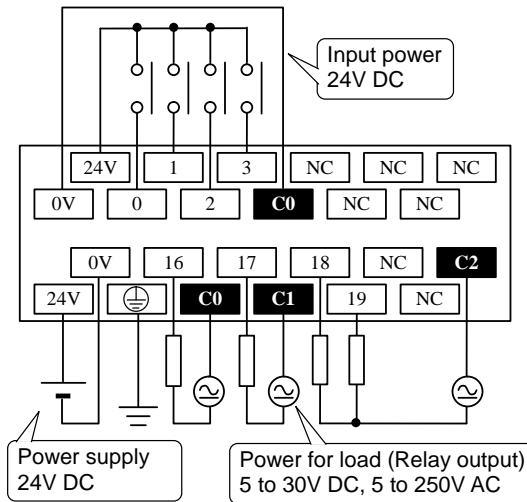 Input power
24V DC
24V 1 3 NC NC NC
0V 0 2 C0 NC NC
0V 16 17 18 NC C2
24V C0 C1 19 NC
Power supply
24V DC
Power for load (Relay output)
5 to 30V DC, 5 to 250V AC